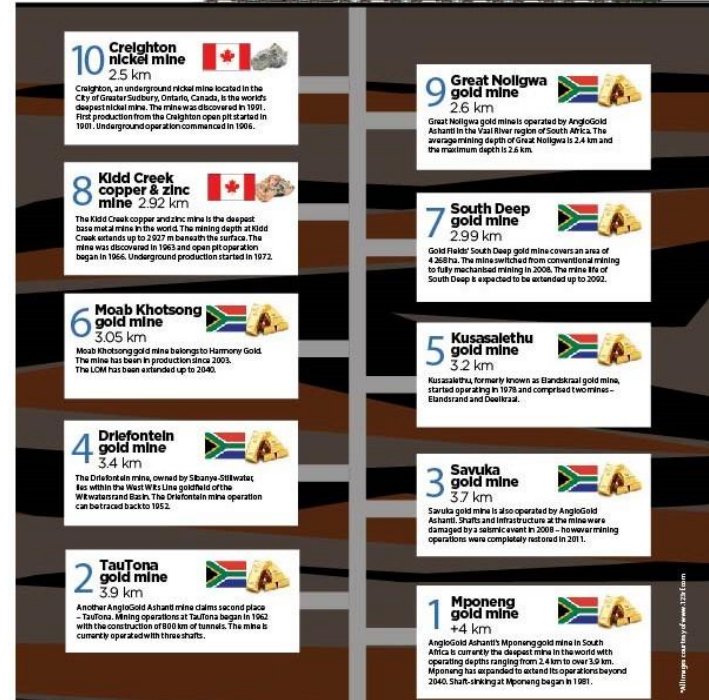 10
Creighton
nickel mine
2.5 km
Creighton, an underground nickel mine located in the
City of Greater Sudbury, Ontario, Canada, is the world's
deepest nickel mine. The mine was discovered in 1991.
First production from the Creighton open pit started in
1901. Underground operation commenced in 1906.
9
Great Noligwa
gold mine
2.6 km
Great Noligwa gold mine is operated by AngloGold
Ashanti in the Vaal River region of South Africa. The
average mining depth of Great Noligwa is 2.4 km and
the maximum depth is 2.6 km.
8
Kidd Creek
copper & zinc
mine 2.92 km
The Kidd Creek copper and zinc mine is the deepest
base metal mine in the world. The mining depth at Kidd
Creek extends up to 2 927 m beneath the surface. The
mine was discovered in 1963 and open pit operation
began in 1966. Underground production started in 1972.
7
South Deep
gold mine
2.99 km
Gold Fields' South Deep gold mine covers an area of
4 268 ha. The mine switched from conventional mining
to fully mechanised mining in 2008. The mine life of
South Deep is expected to be extended up to 2092.
6
Moab Khotsong
gold mine
3.05 km
Moab Khotsong gold mine belongs to Harmony Gold.
The mine has been in production since 2003.
The LOM has been extended up to 2040.
5
Kusasalethu
gold mine
3.2 km
Kusasalethu, formerly known as Elandskraal gold mine,
started operating in 1978 and comprised two mines –
Elandsrand and Deelkraal.
4
Driefontein
gold mine
3.4 km
The Driefontein mine, owned by Sibanye-Stillwater,
lies within the West Wits Line goldfield of the
Witwatersrand Basin. The Driefontein mine operation
can be traced back to 1952.
3
Savuka
gold mine
3.7 km
Savuka gold mine is also operated by AngloGold
Ashanti. Shafts and infrastructure at the mine were
damaged by a seismic event in 2008 – however mining
operations were completely restored in 2011.
2
TauTona
gold mine
3.9 km
Another AngloGold Ashanti mine claims second place
– TauTona. Mining operations at TauTona began in 1962
with the construction of 800 km of tunnels. The mine is
currently operated with three shafts.
1
Mponeng
gold mine
+4 km
AngloGold Ashanti's Mponeng gold mine in South
Africa is currently the deepest mine in the world with
operating depths ranging from 2.4 km to over 3.9 km.
Mponeng has expanded to extend its operations beyond
2040. Shaft-sinking at Mponeng began in 1981.
*All images courtesy of www.123rf.com